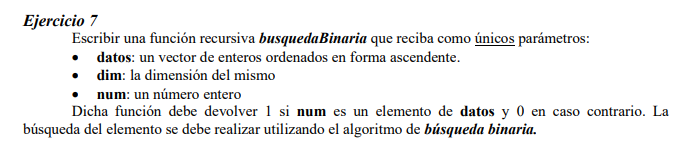 Ejercicio 7
Escribir una función recursiva busquedaBinaria que reciba como únicos parámetros:
• datos: un vector de enteros ordenados en forma ascendente.
• dim: la dimensión del mismo
• num: un número entero
Dicha función debe devolver 1 si num es un elemento de datos y 0 en caso contrario. La
búsqueda del elemento se debe realizar utilizando el algoritmo de búsqueda binaria.